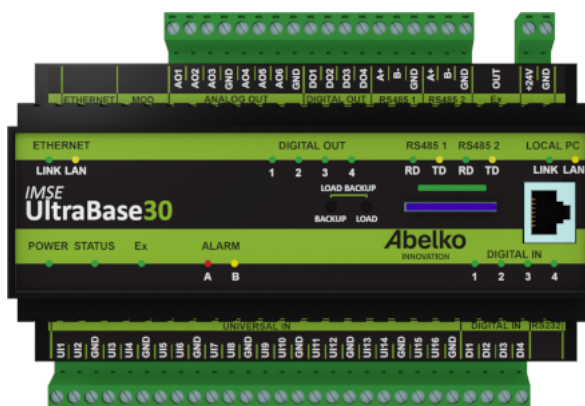 AO1 AO2 AO3 GND AO4 AO5 AO6 GND DO1 DO2 DO3 DO4 A+ B- GND A+ B- GND OUT +24V GND
ETHERNET MOD ANALOG OUT DIGITAL OUT RS485 1 RS485 2 Ex
ETHERNET DIGITAL OUT RS485 1 RS485 2 LOCAL PC
LINK LAN 1 2 3 4 RD TD RD TD LINK LAN
IMSE
UltraBase30
LOAD BACKUP
BACKUP LOAD
Abelko
INNOVATION
POWER STATUS Ex ALARM DIGITAL IN
A B 1 2 3 4
UNIVERSAL IN DIGITAL IN RS232
UI1 UI2 GND UI3 UI4 GND UI5 UI6 GND UI7 UI8 GND UI9 UI10 GND UI11 UI12 GND UI13 UI14 GND UI15 UI16 GND DI1 DI2 DI3 DI4